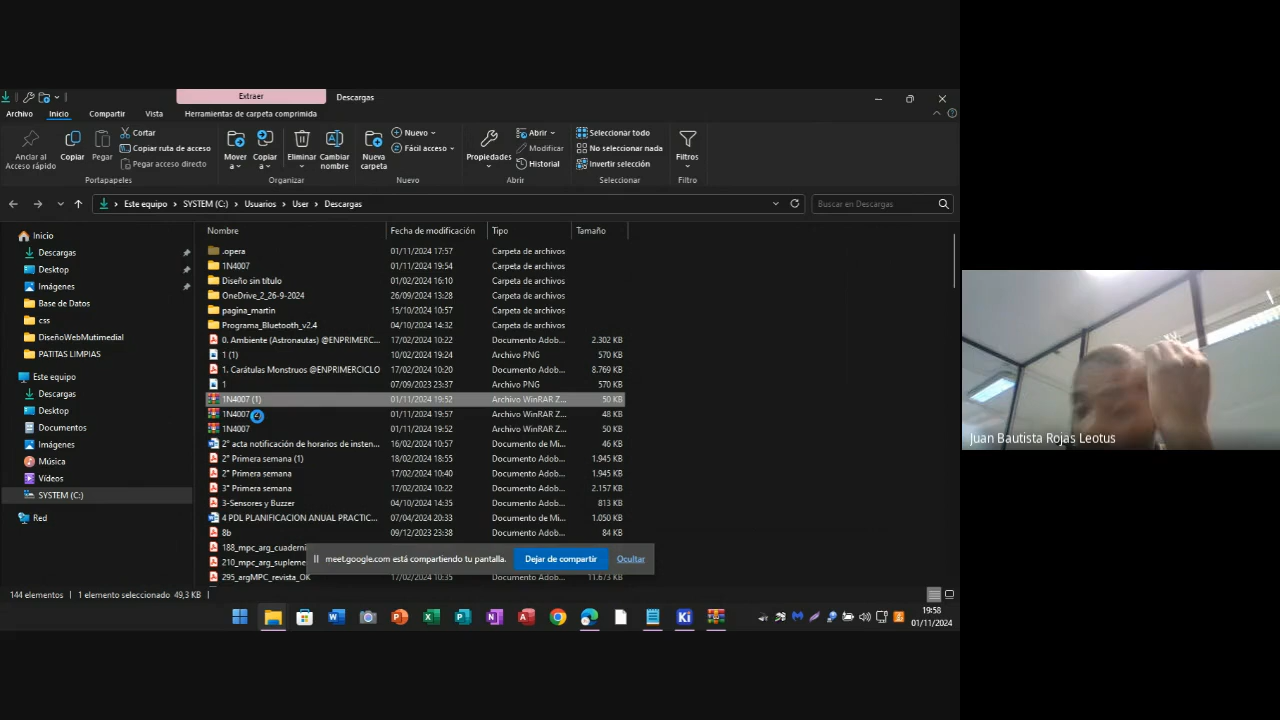 Extraer
Descargas
Archivo Inicio Compartir Vista Herramientas de carpeta comprimida
Anclar al Acceso rápido
Copiar
Pegar
Cortar
Copiar ruta de acceso
Pegar acceso directo
Portapapeles
Mover a
Copiar a
Eliminar
Cambiar nombre
Organizar
Nueva carpeta
Nuevo
Fácil acceso
Nuevo
Propiedades
Abrir
Modificar
Historial
Abrir
Seleccionar todo
No seleccionar nada
Invertir selección
Seleccionar
Filtros
Filtro
Este equipo > SYSTEM (C:) > Usuarios > User > Descargas
Buscar en Descargas
Inicio
Descargas
Desktop
Imágenes
Base de Datos
css
DiseñoWebMutimedial
PATITAS LIMPIAS
Este equipo
Descargas
Desktop
Documentos
Imágenes
Música
Vídeos
SYSTEM (C:)
Red
Nombre Fecha de modificación Tipo Tamaño
.opera 01/11/2024 17:57 Carpeta de archivos
1N4007 01/11/2024 19:54 Carpeta de archivos
Diseño sin título 01/02/2024 16:10 Carpeta de archivos
OneDrive_2_26-9-2024 26/09/2024 13:28 Carpeta de archivos
pagina_martin 15/10/2024 10:57 Carpeta de archivos
Programa_Bluetooth_v2.4 04/10/2024 14:32 Carpeta de archivos
0. Ambiente (Astronautas) @ENPRIMERC... 17/02/2024 10:22 Documento Adob... 2.302 KB
1 (1) 10/02/2024 19:24 Archivo PNG 570 KB
1. Carátulas Monstruos @ENPRIMERCICLO 17/02/2024 10:20 Documento Adob... 8.769 KB
1 07/09/2023 23:37 Archivo PNG 570 KB
1N4007 (1) 01/11/2024 19:52 Archivo WinRAR Z... 50 KB
1N4007 01/11/2024 19:57 Archivo WinRAR Z... 48 KB
1N4007 01/11/2024 19:52 Archivo WinRAR Z... 50 KB
2° acta notificación de horarios de insten... 16/02/2024 10:57 Documento de Mi... 46 KB
2° Primera semana (1) 18/02/2024 18:55 Documento Adob... 1.945 KB
2° Primera semana 17/02/2024 10:40 Documento Adob... 1.945 KB
3° Primera semana 17/02/2024 10:22 Documento Adob... 2.157 KB
3-Sensores y Buzzer 04/10/2024 14:35 Documento Adob... 813 KB
4 PDL PLANIFICACION ANUAL PRACTIC... 07/04/2024 20:33 Documento de Mi... 1.050 KB
8b 09/12/2023 23:38 Documento Adob... 84 KB
188_mpc_arg_cuaderni
210_mpc_arg_supleme
295_argMPC_revista_OK 17/02/2024 10:35 Documento Adob... 11.673 KB
meet.google.com está compartiendo tu pantalla. Dejar de compartir Ocultar
144 elementos 1 elemento seleccionado 49,3 KB
19:58
01/11/2024
Juan Bautista Rojas Leotus